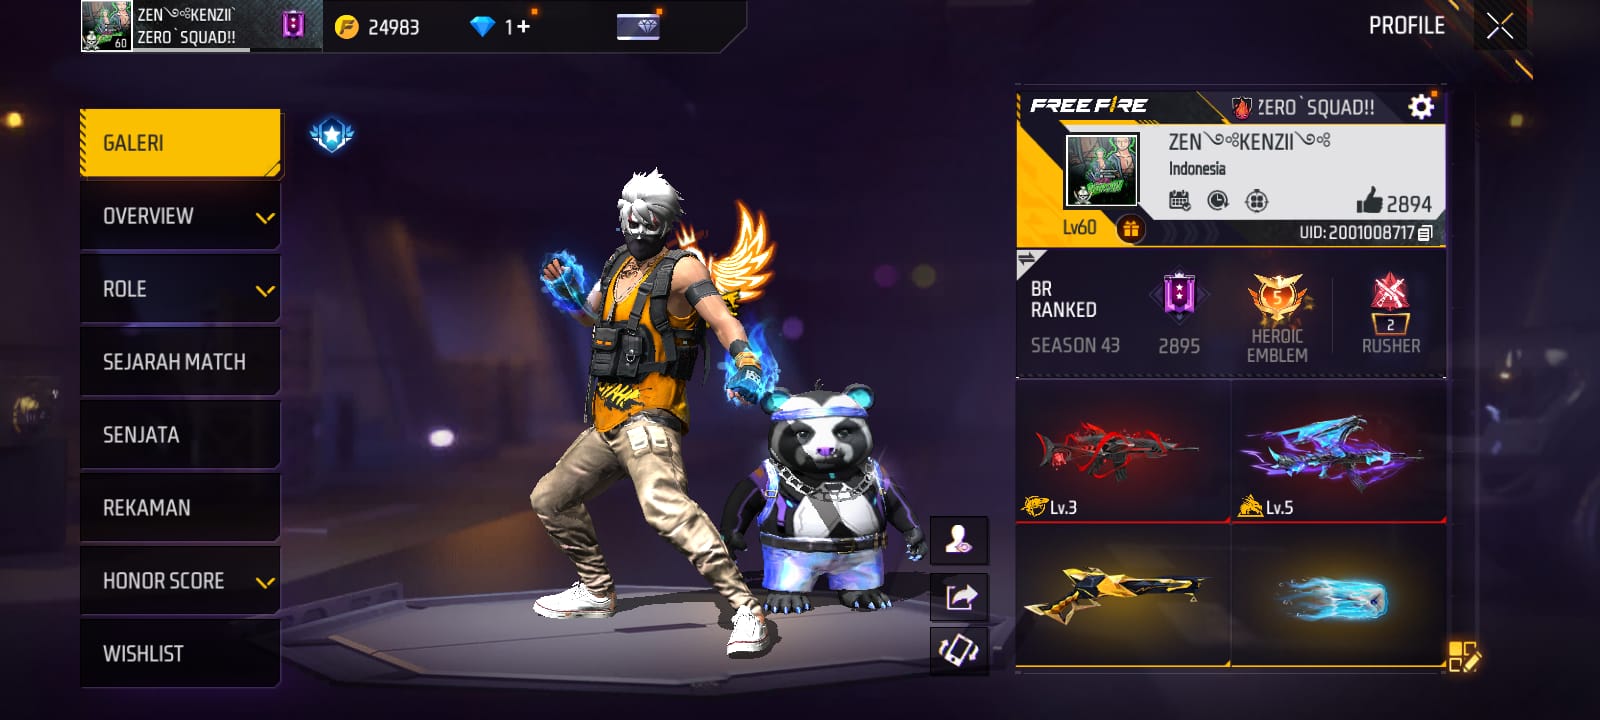 ZEN༄༆KENZII`
ZERO`SQUAD!!
60
24983
1+
PROFILE
GALERI
OVERVIEW
ROLE
SEJARAH MATCH
SENJATA
REKAMAN
HONOR SCORE
WISHLIST
FREE FIRE
ZERO`SQUAD!!
ZEN༄༆KENZII༄༆
Indonesia
2894
Lv60
UID: 2001008717
BR RANKED
SEASON 43
2895
5
HEROIC
EMBLEM
2
RUSHER
Lv.3
Lv.5